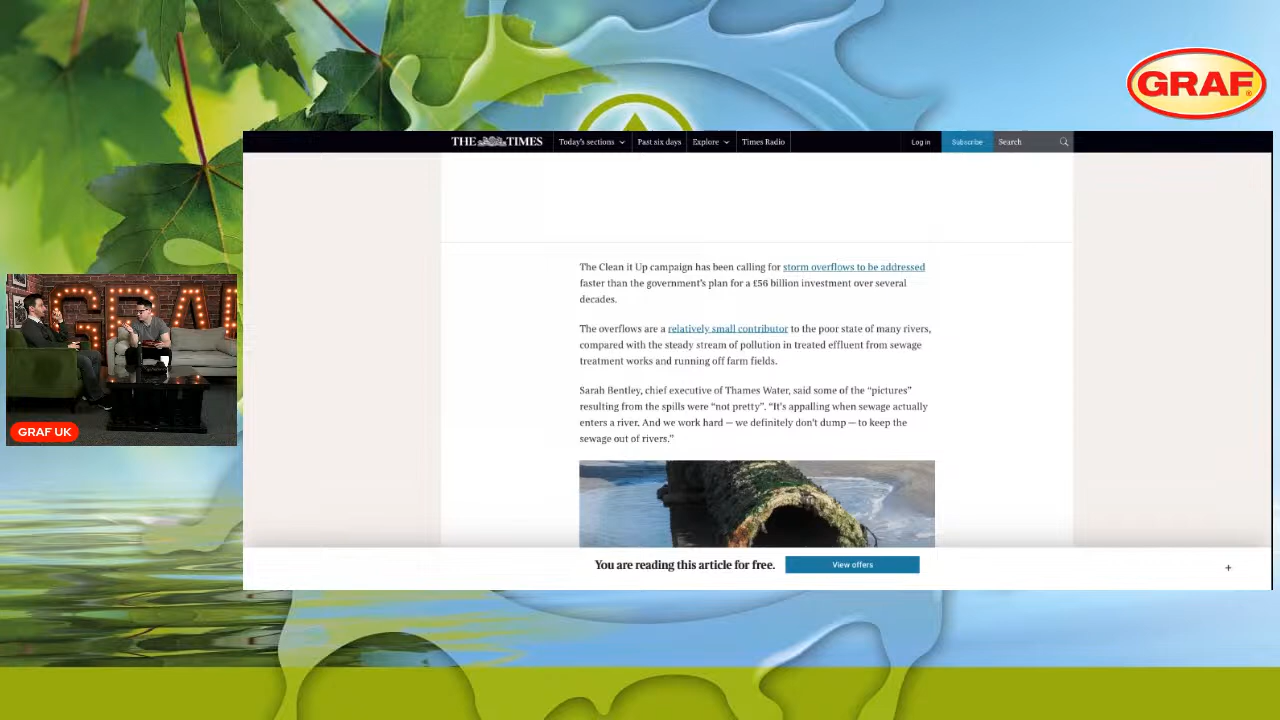 GRAF
THE TIMES
Today's sections
Past six days
Explore
Times Radio
Log in
Subscribe
Search
The Clean it Up campaign has been calling for storm overflows to be addressed
faster than the government's plan for a £56 billion investment over several
decades.
The overflows are a relatively small contributor to the poor state of many rivers,
compared with the steady stream of pollution in treated effluent from sewage
treatment works and running off farm fields.
Sarah Bentley, chief executive of Thames Water, said some of the “pictures”
resulting from the spills were “not pretty”. “It's appalling when sewage actually
enters a river. And we work hard — we definitely don't dump — to keep the
sewage out of rivers.”
GRAF
GRAF UK
You are reading this article for free.
View offers